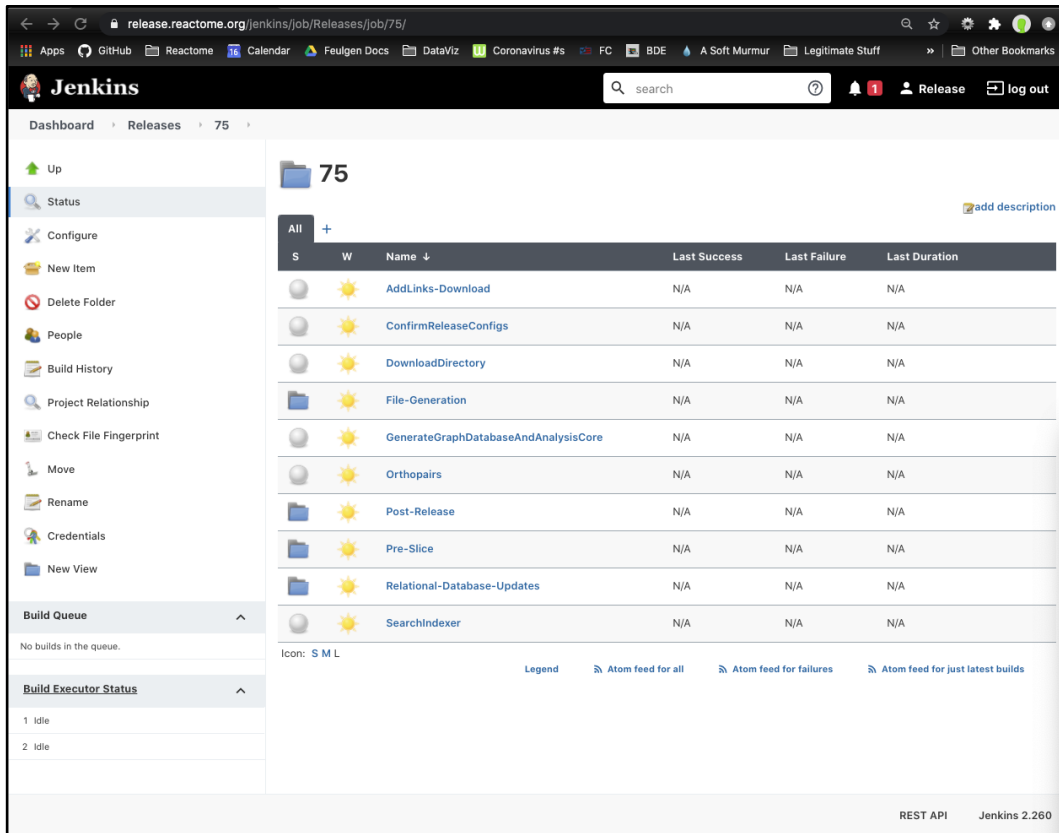 release.reactome.org/jenkins/job/Releases/job/75/
Apps GitHub Reactome 16 Calendar Feulgen Docs DataViz Coronavirus #s FC BDE A Soft Murmur Legitimate Stuff » Other Bookmarks
Jenkins search 1 Release log out
Dashboard Releases 75
Up
Status
Configure
New Item
Delete Folder
People
Build History
Project Relationship
Check File Fingerprint
Move
Rename
Credentials
New View
Build Queue
No builds in the queue.
Build Executor Status
1 Idle
2 Idle
75
add description
All +
S W Name ↓ Last Success Last Failure Last Duration
AddLinks-Download N/A N/A N/A
ConfirmReleaseConfigs N/A N/A N/A
DownloadDirectory N/A N/A N/A
File-Generation N/A N/A N/A
GenerateGraphDatabaseAndAnalysisCore N/A N/A N/A
Orthopairs N/A N/A N/A
Post-Release N/A N/A N/A
Pre-Slice N/A N/A N/A
Relational-Database-Updates N/A N/A N/A
SearchIndexer N/A N/A N/A
Icon: S M L
Legend Atom feed for all Atom feed for failures Atom feed for just latest builds
REST API Jenkins 2.260